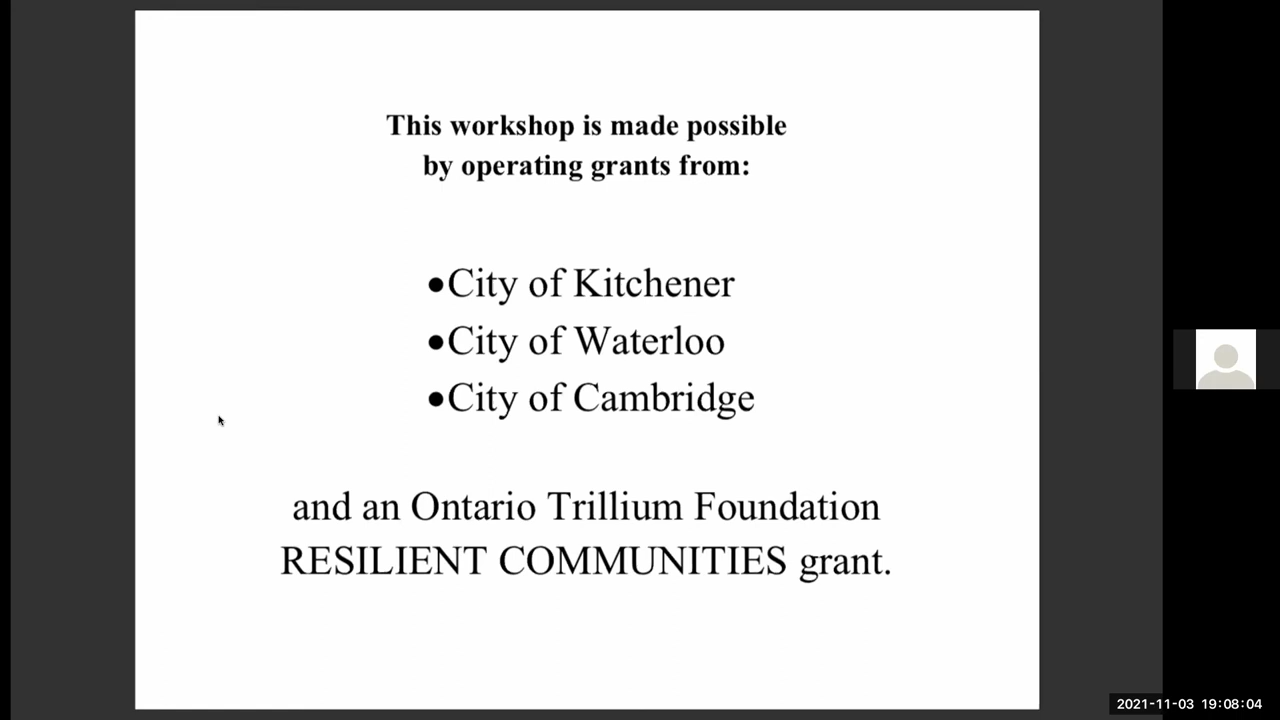 This workshop is made possible
by operating grants from:
•City of Kitchener
•City of Waterloo
•City of Cambridge
and an Ontario Trillium Foundation
RESILIENT COMMUNITIES grant.
2021-11-03 19:08:04